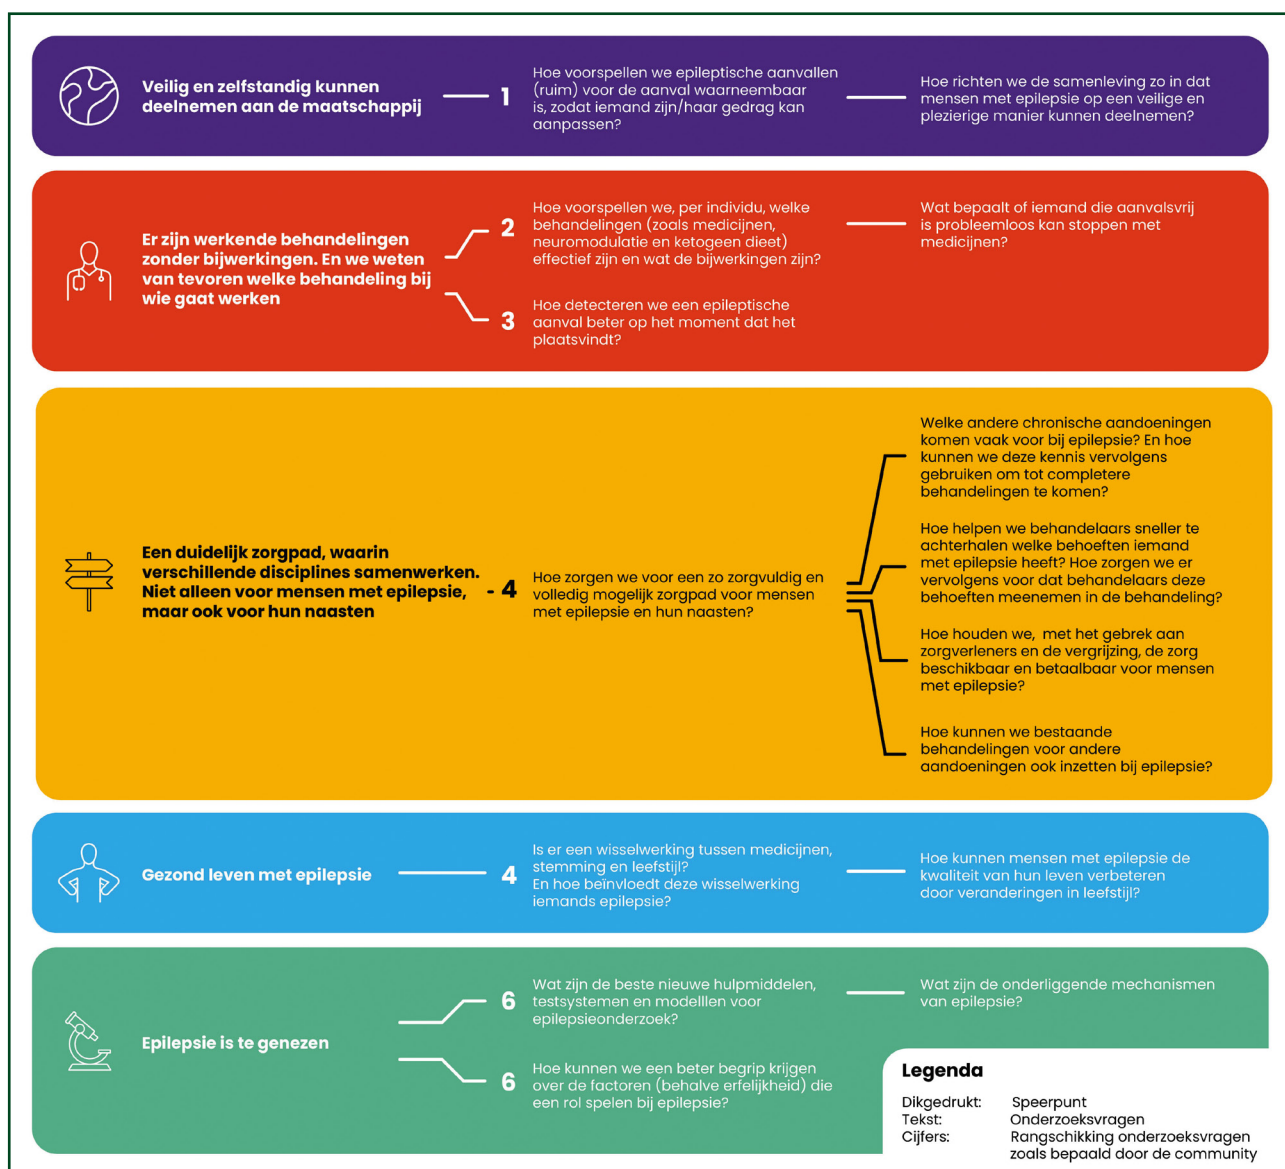 Veilig en zelfstandig kunnen
deelnemen aan de maatschappij
1
Hoe voorspellen we epileptische aanvallen
(ruim) voor de aanval waarneembaar
is, zodat iemand zijn/haar gedrag kan
aanpassen?
Hoe richten we de samenleving zo in dat
mensen met epilepsie op een veilige en
plezierige manier kunnen deelnemen?
Er zijn werkende behandelingen
zonder bijwerkingen. En we weten
van tevoren welke behandeling bij
wie gaat werken
2
Hoe voorspellen we, per individu, welke
behandelingen (zoals medicijnen,
neuromodulatie en ketogeen dieet)
effectief zijn en wat de bijwerkingen zijn?
Wat bepaalt of iemand die aanvalsvrij
is probleemloos kan stoppen met
medicijnen?
3
Hoe detecteren we een epileptische
aanval beter op het moment dat het
plaatsvindt?
Een duidelijk zorgpad, waarin
verschillende disciplines samenwerken.
Niet alleen voor mensen met epilepsie,
maar ook voor hun naasten
- 4
Hoe zorgen we voor een zo zorgvuldig en
volledig mogelijk zorgpad voor mensen
met epilepsie en hun naasten?
Welke andere chronische aandoeningen
komen vaak voor bij epilepsie? En hoe
kunnen we deze kennis vervolgens
gebruiken om tot completere
behandelingen te komen?
Hoe helpen we behandelaars sneller te
achterhalen welke behoeften iemand
met epilepsie heeft? Hoe zorgen we er
vervolgens voor dat behandelaars deze
behoeften meenemen in de behandeling?
Hoe houden we, met het gebrek aan
zorgverleners en de vergrijzing, de zorg
beschikbaar en betaalbaar voor mensen
met epilepsie?
Hoe kunnen we bestaande
behandelingen voor andere
aandoeningen ook inzetten bij epilepsie?
Gezond leven met epilepsie
4
Is er een wisselwerking tussen medicijnen,
stemming en leefstijl?
En hoe beïnvloedt deze wisselwerking
iemands epilepsie?
Hoe kunnen mensen met epilepsie de
kwaliteit van hun leven verbeteren
door veranderingen in leefstijl?
Epilepsie is te genezen
6
Wat zijn de beste nieuwe hulpmiddelen,
testsystemen en modelllen voor
epilepsieonderzoek?
Wat zijn de onderliggende mechanismen
van epilepsie?
6
Hoe kunnen we een beter begrip krijgen
over de factoren (behalve erfelijkheid) die
een rol spelen bij epilepsie?
Legenda
Dikgedrukt: Speerpunt
Tekst: Onderzoeksvragen
Cijfers: Rangschikking onderzoeksvragen
zoals bepaald door de community